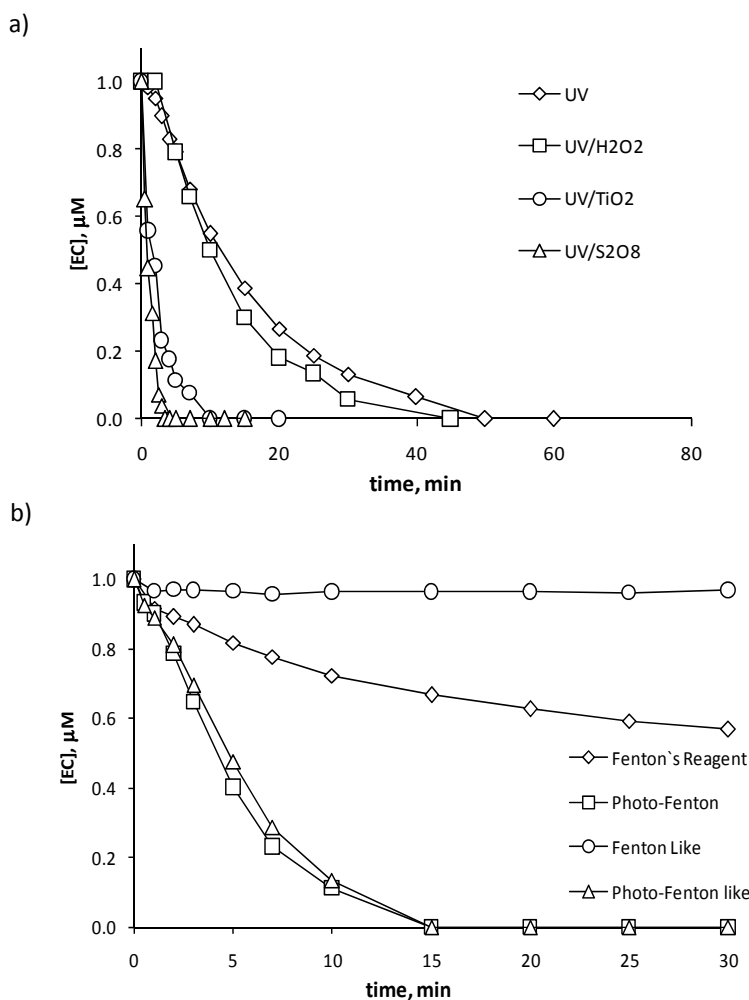 a)
1.0
0.8
0.6
0.4
0.2
0.0
[EC], µM
UV
UV/H2O2
UV/TiO2
UV/S2O8
0 20 40 60 80
time, min
b)
1.0
0.8
0.6
0.4
0.2
0.0
[EC], µM
Fenton`s Reagent
Photo-Fenton
Fenton Like
Photo-Fenton like
0 5 10 15 20 25 30
time, min